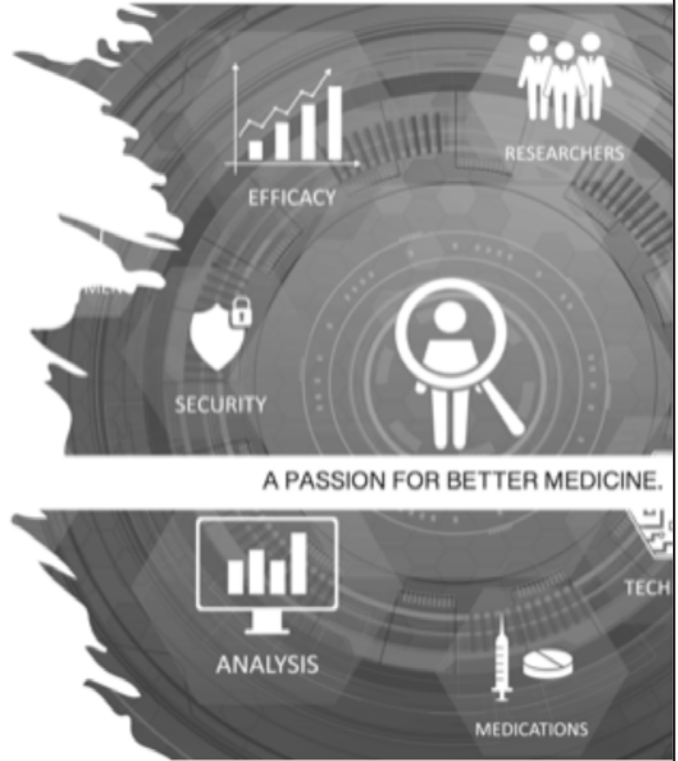 RESEARCHERS
EFFICACY
SECURITY
A PASSION FOR BETTER MEDICINE.
TECH
ANALYSIS
MEDICATIONS